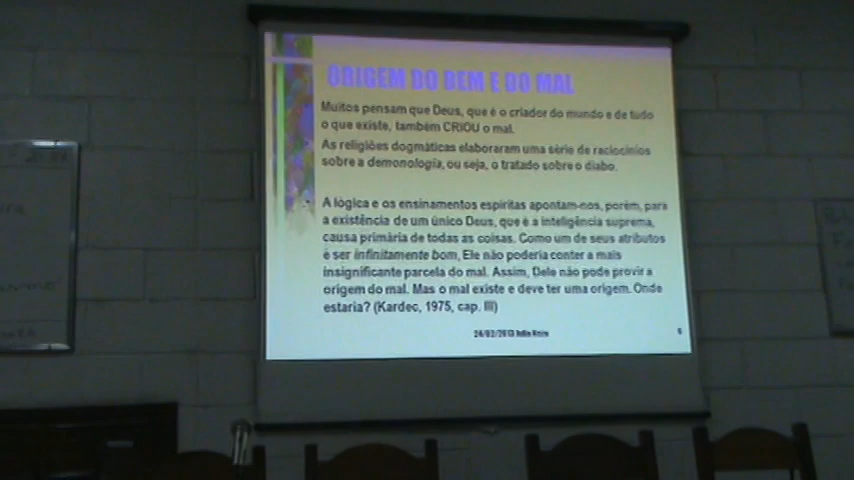 ORIGEM DO BEM E DO MAL
Muitos pensam que Deus, que é o criador do mundo e de tudo
o que existe, também CRIOU o mal.
As religiões dogmáticas elaboraram uma série de raciocínios
sobre a demonologia, ou seja, o tratado sobre o diabo.
A lógica e os ensinamentos espíritas apontam-nos, porém, para
a existência de um único Deus, que é a inteligência suprema,
causa primária de todas as coisas. Como um de seus atributos
é ser infinitamente bom, Ele não poderia conter a mais
insignificante parcela do mal. Assim, Dele não pode provir a
origem do mal. Mas o mal existe e deve ter uma origem. Onde
estaria? (Kardec, 1975, cap. III)
6